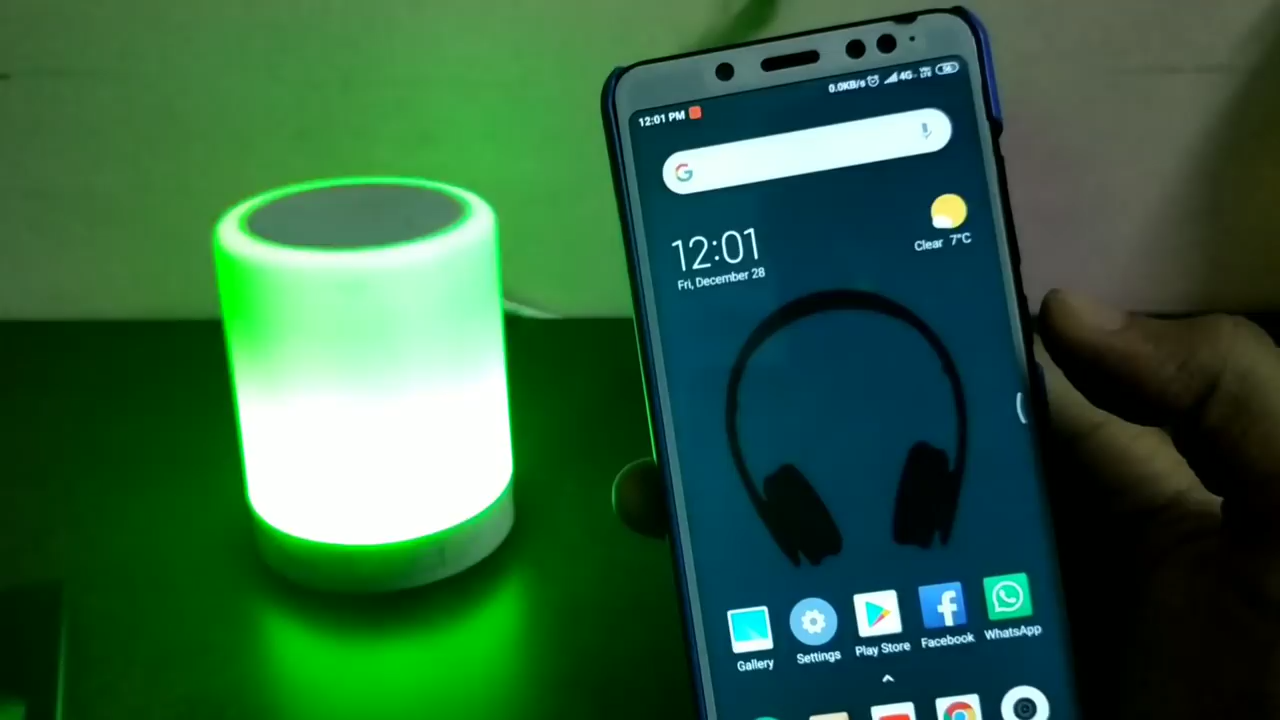 12:01 PM
0.0KB/s 4G
12:01
Fri, December 28
Clear 7°C
Gallery
Settings
Play Store
Facebook
WhatsApp